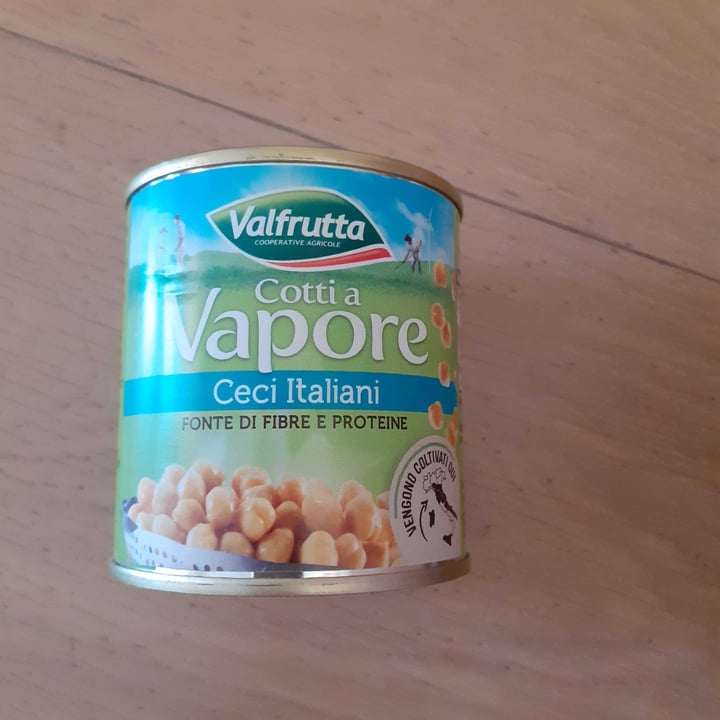 Valfrutta
COOPERATIVE AGRICOLE
Cotti a
Vapore
Ceci Italiani
FONTE DI FIBRE E PROTEINE
VENGONO COLTIVATI QUI